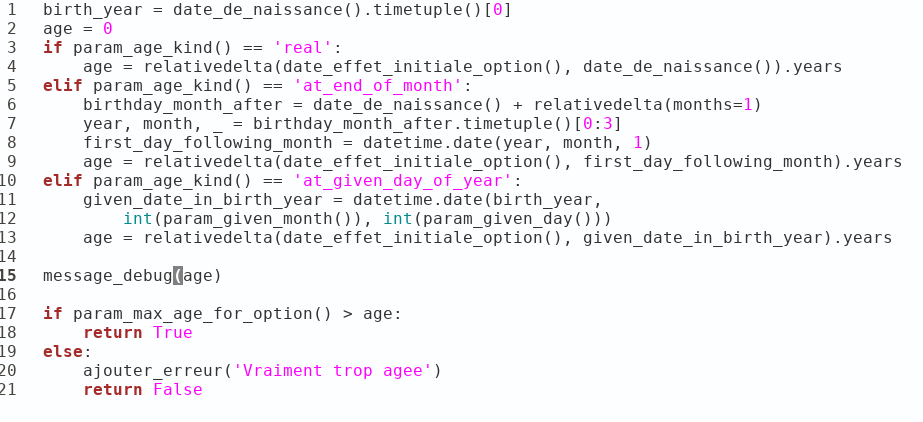 1 birth_year = date_de_naissance().timetuple()[0]
2 age = 0
3 if param_age_kind() == 'real':
4     age = relativedelta(date_effet_initiale_option(), date_de_naissance()).years
5 elif param_age_kind() == 'at_end_of_month':
6     birthday_month_after = date_de_naissance() + relativedelta(months=1)
7     year, month, _ = birthday_month_after.timetuple()[0:3]
8     first_day_following_month = datetime.date(year, month, 1)
9     age = relativedelta(date_effet_initiale_option(), first_day_following_month).years
10 elif param_age_kind() == 'at_given_day_of_year':
11     given_date_in_birth_year = datetime.date(birth_year,
12         int(param_given_month()), int(param_given_day()))
13     age = relativedelta(date_effet_initiale_option(), given_date_in_birth_year).years
14
15 message_debug(age)
16
17 if param_max_age_for_option() > age:
18     return True
19 else:
20     ajouter_erreur('Vraiment trop agee')
21     return False